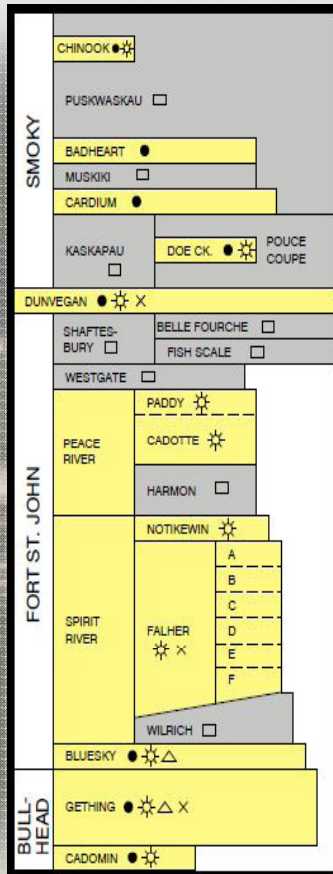 SMOKY
CHINOOK
PUSKWASKAU
BADHEART
MUSKIKI
CARDIUM
KASKAPAU
DOE CK.
POUCE
COUPE
DUNVEGAN
FORT ST. JOHN
SHAFTES-
BURY
BELLE FOURCHE
FISH SCALE
WESTGATE
PEACE
RIVER
PADDY
CADOTTE
HARMON
SPIRIT
RIVER
NOTIKEWIN
FALHER
A
B
C
D
E
F
WILRICH
BLUESKY
BULL-
HEAD
GETHING
CADOMIN